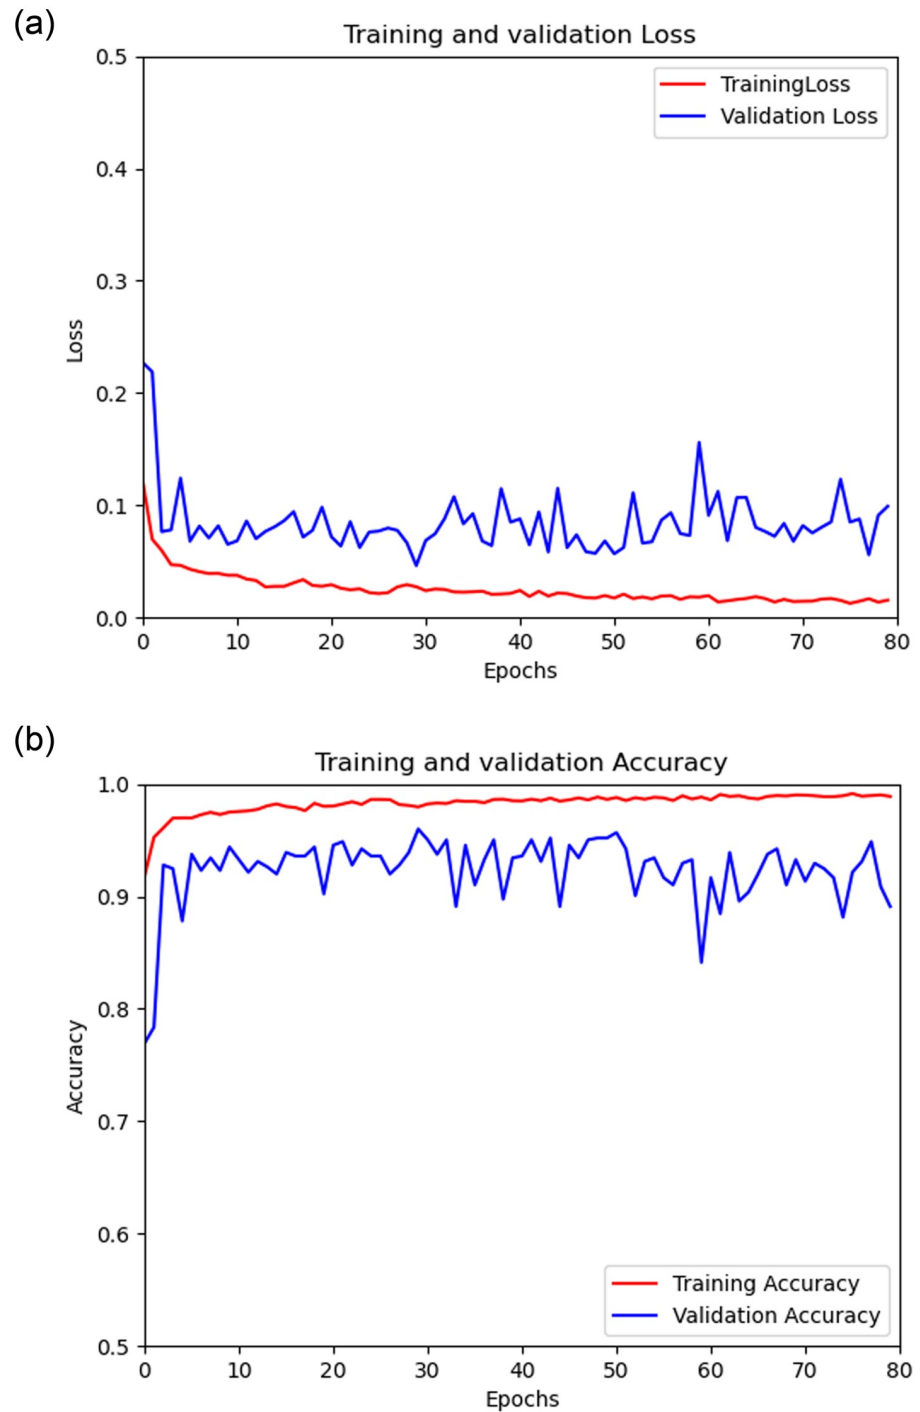 (a)
Training and validation Loss
0.5
TrainingLoss
Validation Loss
0.4
0.3
Loss
0.2
0.1
0.0
0 10 20 30 40 50 60 70 80
Epochs
(b)
Training and validation Accuracy
1.0
0.9
0.8
Accuracy
0.7
0.6
Training Accuracy
Validation Accuracy
0.5
0 10 20 30 40 50 60 70 80
Epochs